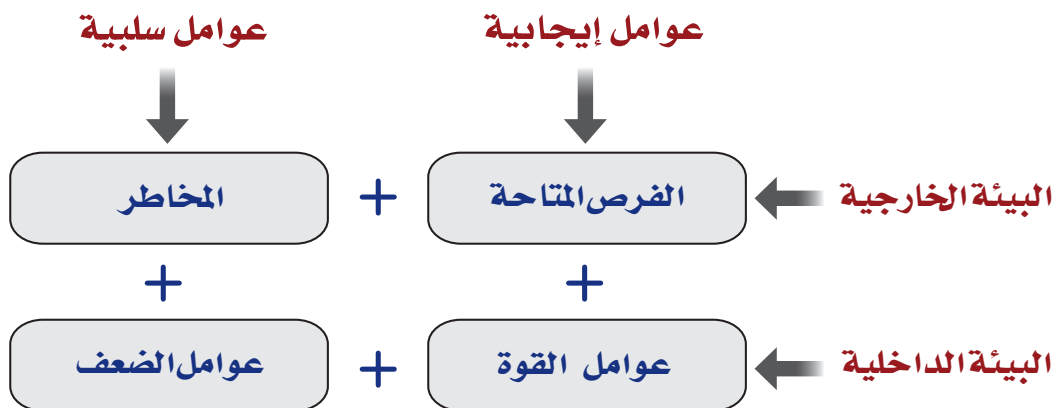 عوامل إيجابية عوامل سلبية
البيئة الخارجية الفرص المتاحة + المخاطر
+ +
البيئة الداخلية عوامل القوة + عوامل الضعف